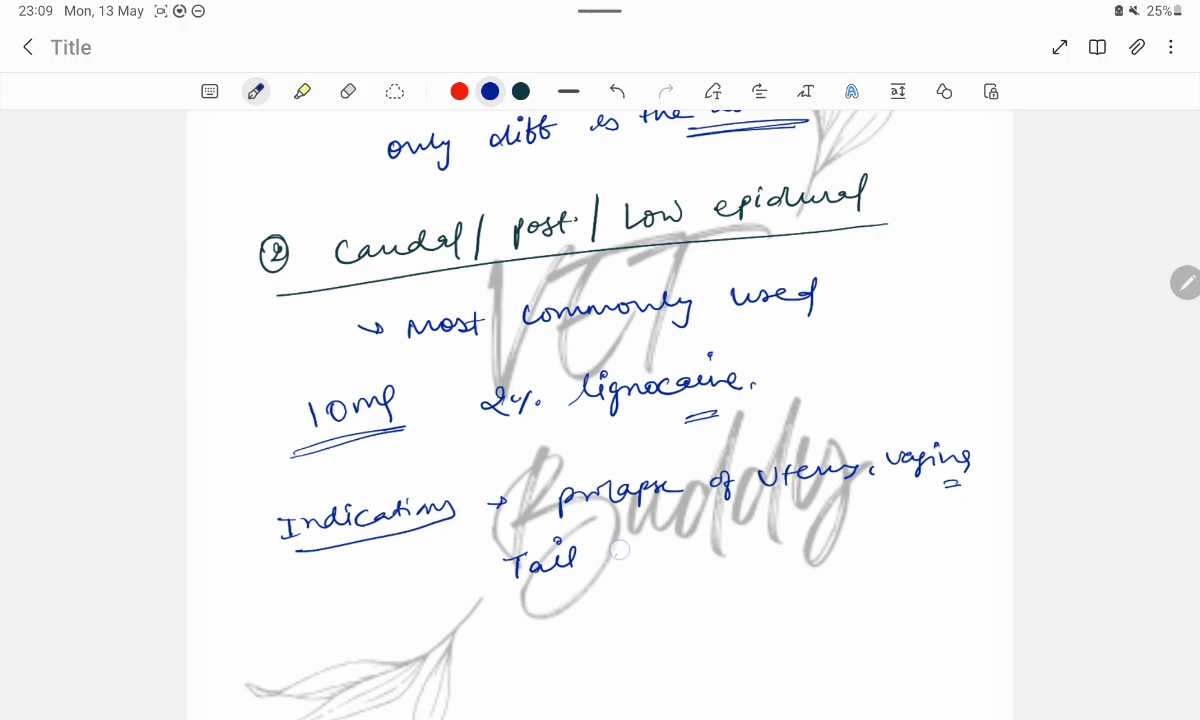 23:09 Mon, 13 May
25%
Title
only diff is the
② Caudal / post. / Low epidural
→ Most commonly used
10ml 2% lignocaine.
Indications → prolapse of uterus, vagina
Tail
VET
Buddy